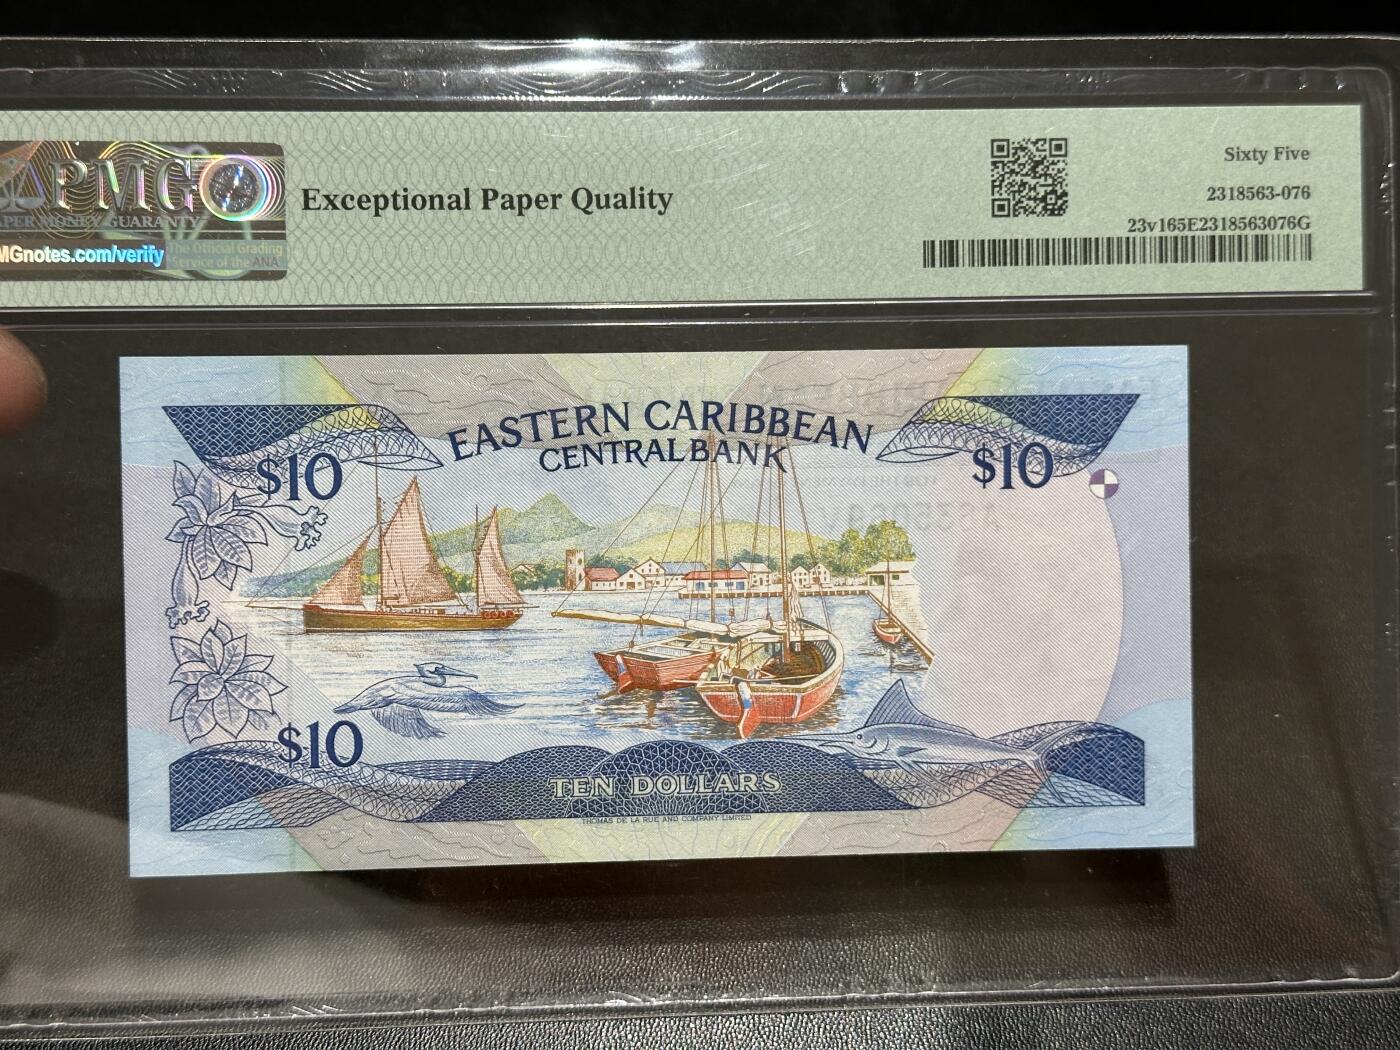 PMG
PAPER MONEY GUARANTY
PMGnotes.com/verify
The Official Grading
Service of the ANA
Exceptional Paper Quality
Sixty Five
2318563-076
23v165E2318563076G
EASTERN CARIBBEAN
CENTRAL BANK
$10
$10
$10
TEN DOLLARS
THOMAS DE LA RUE AND COMPANY LIMITED